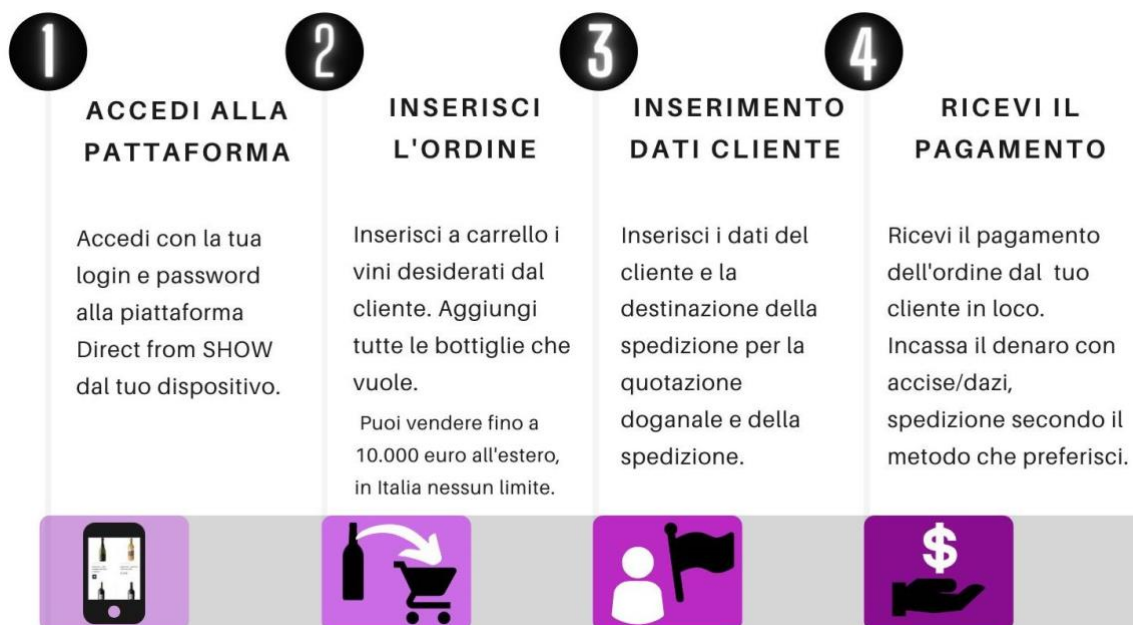 1
ACCEDI ALLA
PATTAFORMA
Accedi con la tua
login e password
alla piattaforma
Direct from SHOW
dal tuo dispositivo.
2
INSERISCI
L'ORDINE
Inserisci a carrello i
vini desiderati dal
cliente. Aggiungi
tutte le bottiglie che
vuole.
Puoi vendere fino a
10.000 euro all'estero,
in Italia nessun limite.
3
INSERIMENTO
DATI CLIENTE
Inserisci i dati del
cliente e la
destinazione della
spedizione per la
quotazione
doganale e della
spedizione.
4
RICEVI IL
PAGAMENTO
Ricevi il pagamento
dell'ordine dal tuo
cliente in loco.
Incassa il denaro con
accise/dazi,
spedizione secondo il
metodo che preferisci.
$